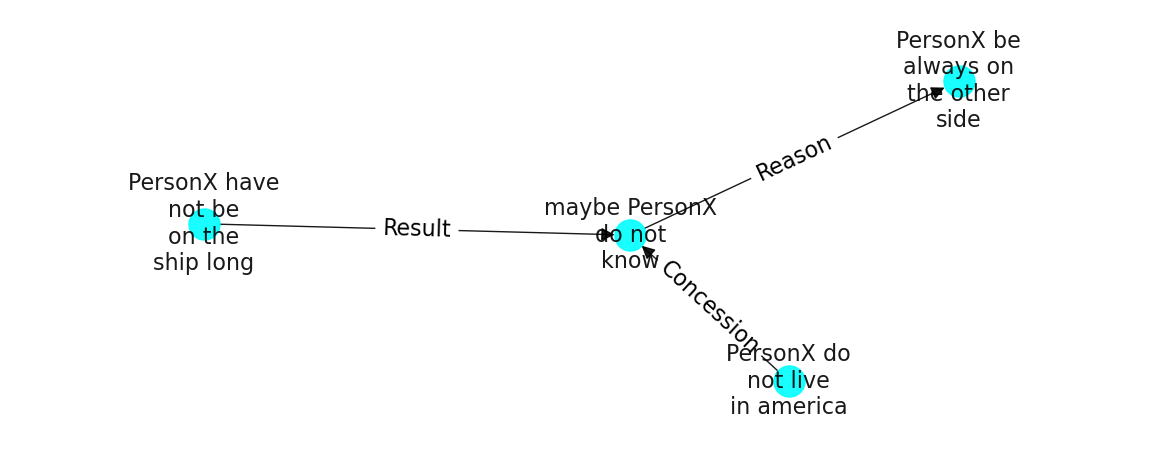 PersonX be
always on
the other
side
Reason
PersonX have
not be
on the
ship long
Result
maybe PersonX
do not
know
Concession
PersonX do
not live
in america